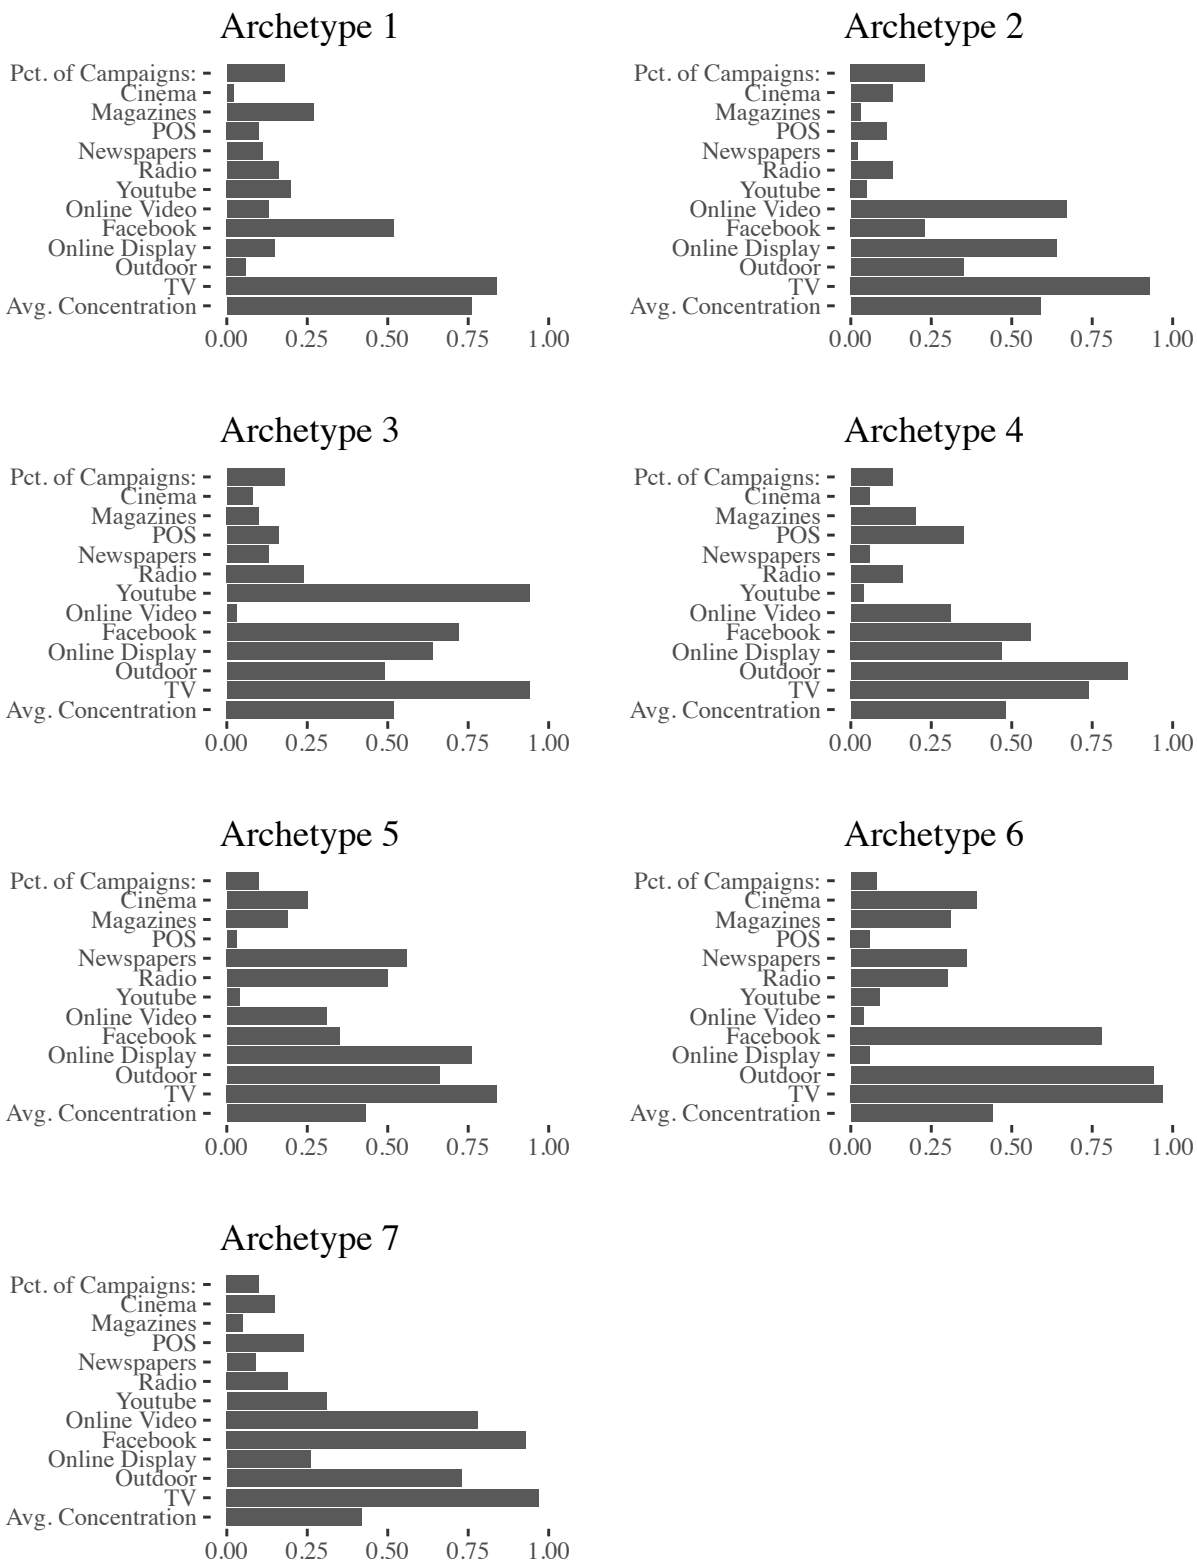 Archetype 1
Pct. of Campaigns:
Cinema
Magazines
POS
Newspapers
Radio
Youtube
Online Video
Facebook
Online Display
Outdoor
TV
Avg. Concentration
0.00 0.25 0.50 0.75 1.00
Archetype 2
Pct. of Campaigns:
Cinema
Magazines
POS
Newspapers
Radio
Youtube
Online Video
Facebook
Online Display
Outdoor
TV
Avg. Concentration
0.00 0.25 0.50 0.75 1.00
Archetype 3
Pct. of Campaigns:
Cinema
Magazines
POS
Newspapers
Radio
Youtube
Online Video
Facebook
Online Display
Outdoor
TV
Avg. Concentration
0.00 0.25 0.50 0.75 1.00
Archetype 4
Pct. of Campaigns:
Cinema
Magazines
POS
Newspapers
Radio
Youtube
Online Video
Facebook
Online Display
Outdoor
TV
Avg. Concentration
0.00 0.25 0.50 0.75 1.00
Archetype 5
Pct. of Campaigns:
Cinema
Magazines
POS
Newspapers
Radio
Youtube
Online Video
Facebook
Online Display
Outdoor
TV
Avg. Concentration
0.00 0.25 0.50 0.75 1.00
Archetype 6
Pct. of Campaigns:
Cinema
Magazines
POS
Newspapers
Radio
Youtube
Online Video
Facebook
Online Display
Outdoor
TV
Avg. Concentration
0.00 0.25 0.50 0.75 1.00
Archetype 7
Pct. of Campaigns:
Cinema
Magazines
POS
Newspapers
Radio
Youtube
Online Video
Facebook
Online Display
Outdoor
TV
Avg. Concentration
0.00 0.25 0.50 0.75 1.00